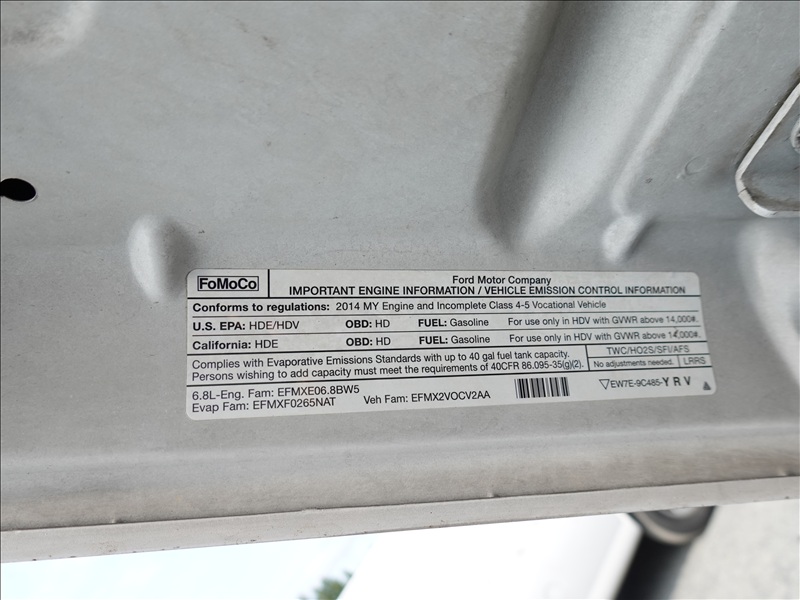 FoMoCo
Ford Motor Company
IMPORTANT ENGINE INFORMATION / VEHICLE EMISSION CONTROL INFORMATION
Conforms to regulations: 2014 MY Engine and Incomplete Class 4-5 Vocational Vehicle
U.S. EPA: HDE/HDV OBD: HD FUEL: Gasoline For use only in HDV with GVWR above 14,000#.
California: HDE OBD: HD FUEL: Gasoline For use only in HDV with GVWR above 14,000#.
Complies with Evaporative Emissions Standards with up to 40 gal fuel tank capacity.
Persons wishing to add capacity must meet the requirements of 40CFR 86.095-35(g)(2).
TWC/HO2S/SFI/AFS
No adjustments needed. LRRS
6.8L-Eng. Fam: EFMXE06.8BW5
Evap Fam: EFMXF0265NAT Veh Fam: EFMX2VOCV2AA
EW7E-9C485-YRV